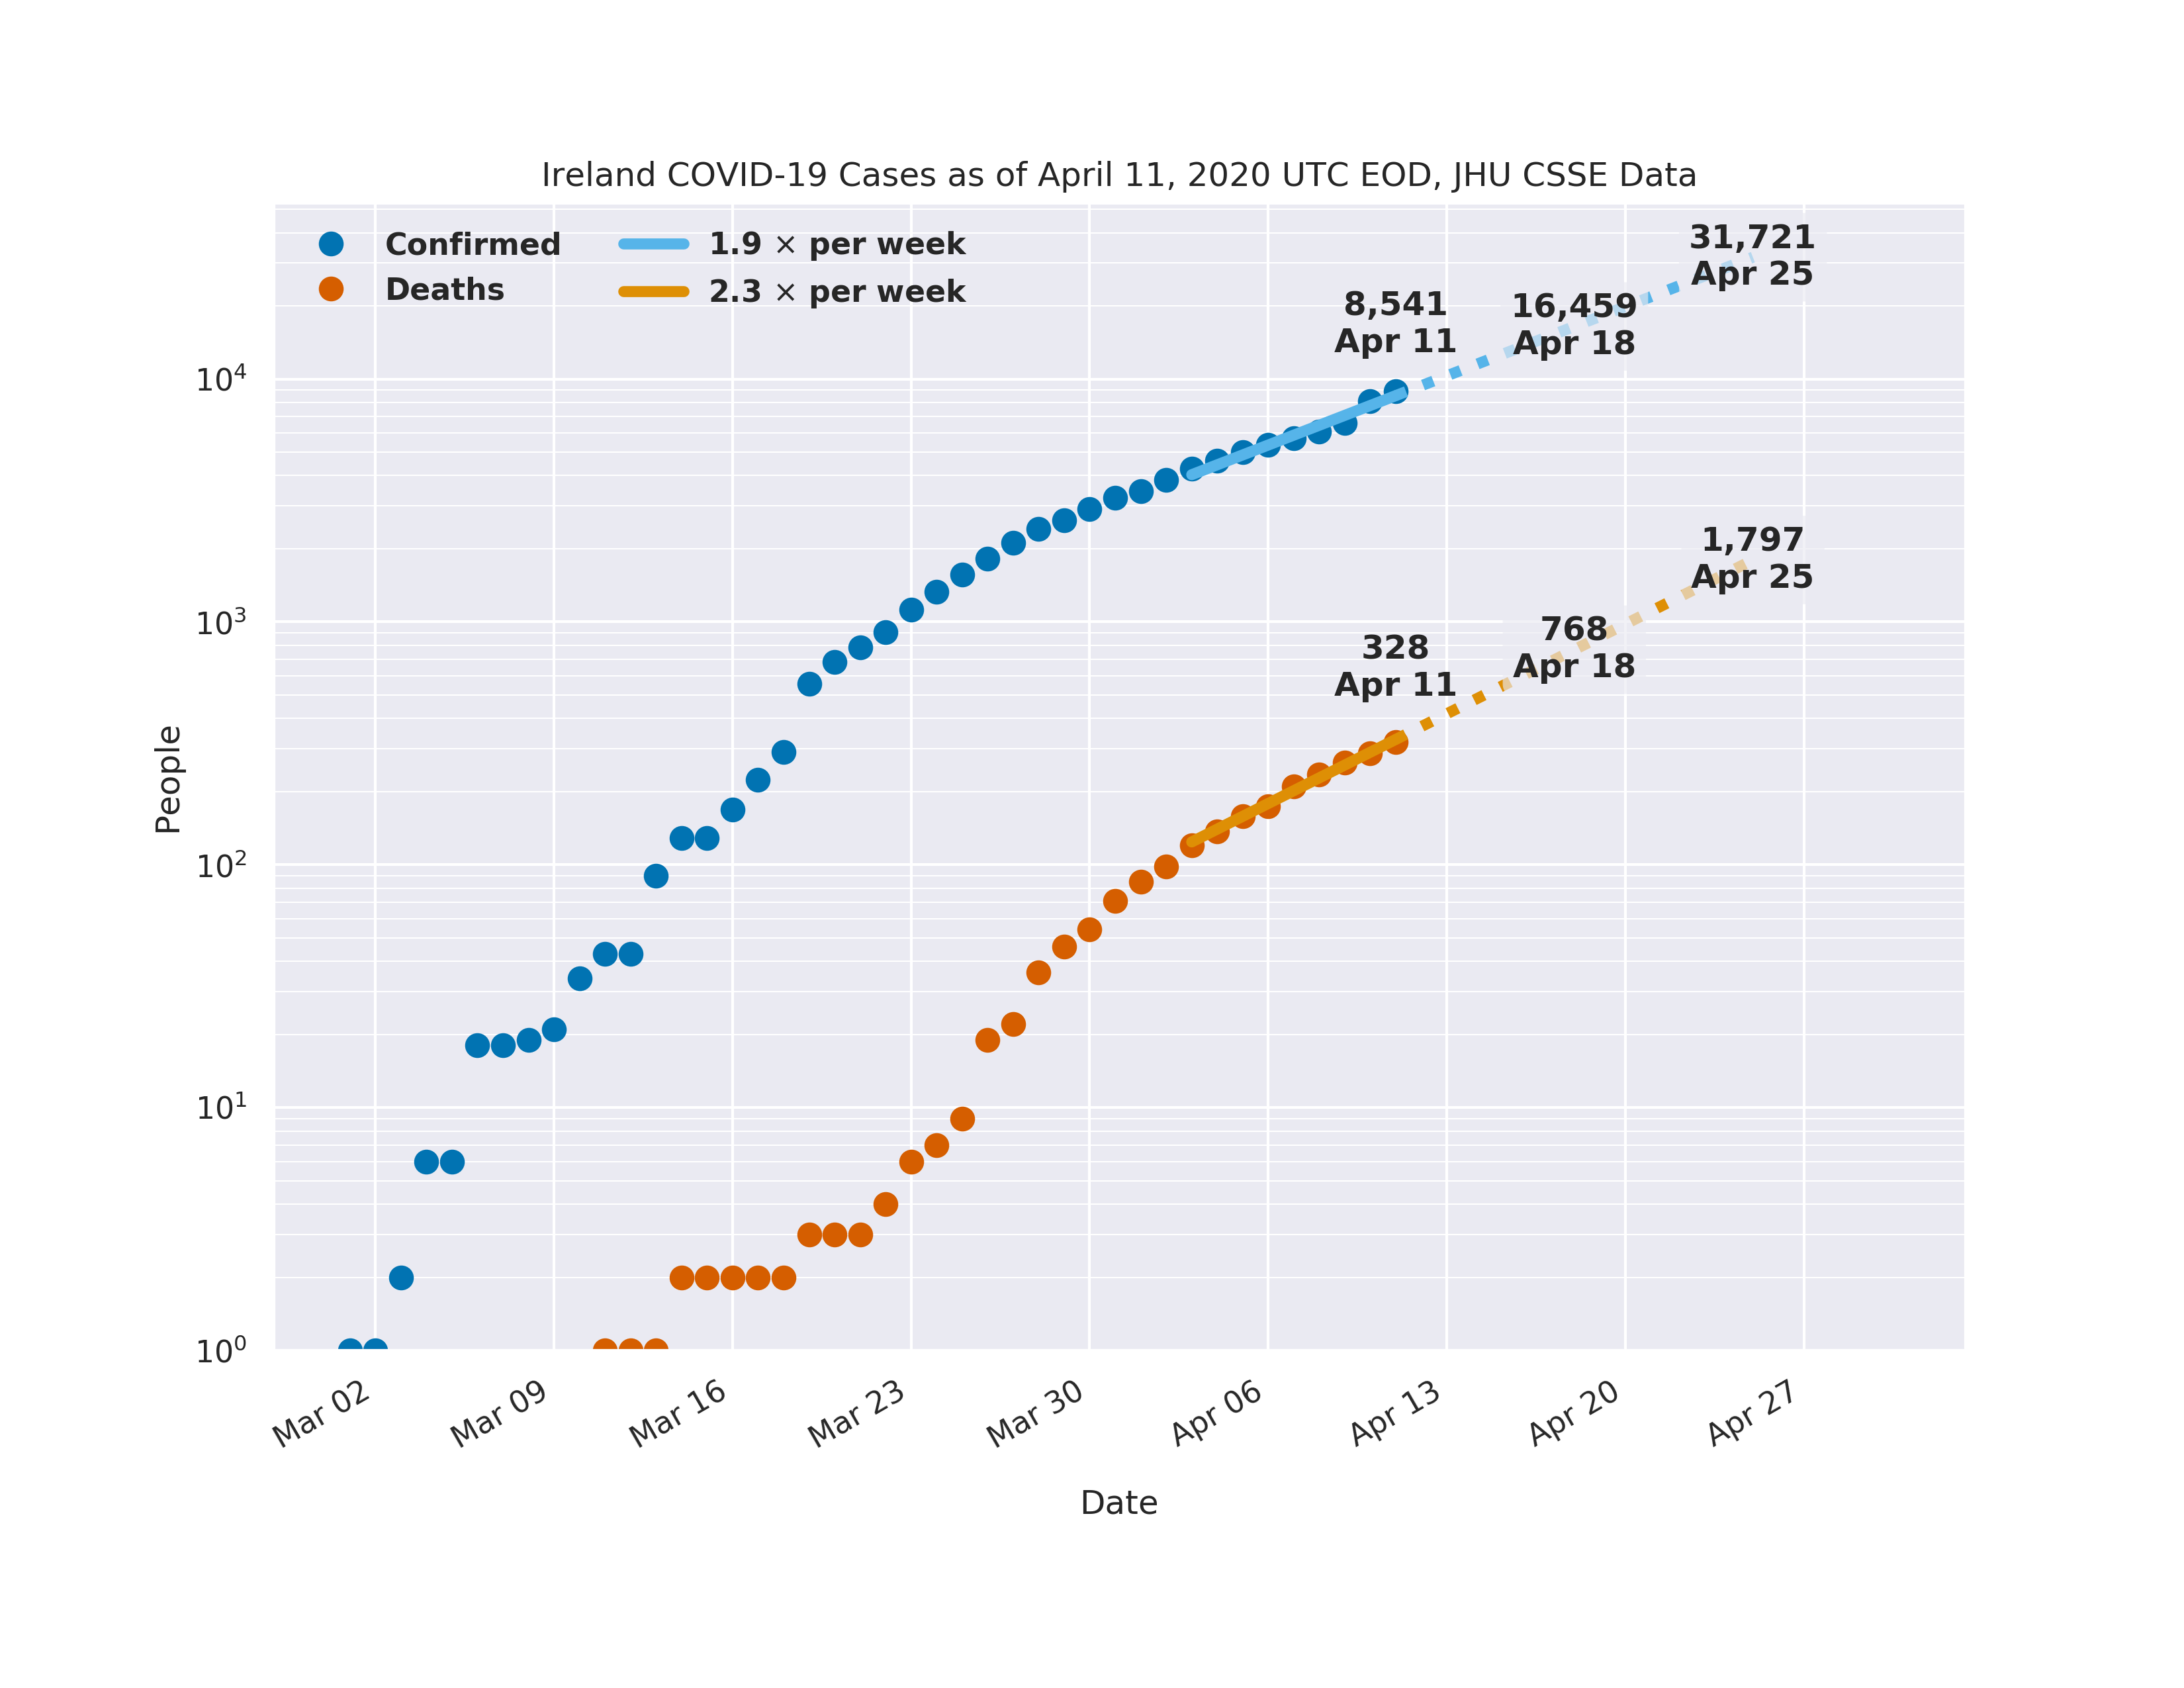 Ireland COVID-19 Cases as of April 11, 2020 UTC EOD, JHU CSSE Data
Confirmed
Deaths
1.9 × per week
2.3 × per week
31,721
Apr 25
8,541
Apr 11
16,459
Apr 18
1,797
Apr 25
768
Apr 18
328
Apr 11
People
10⁴
10³
10²
10¹
10⁰
Mar 02
Mar 09
Mar 16
Mar 23
Mar 30
Apr 06
Apr 13
Apr 20
Apr 27
Date